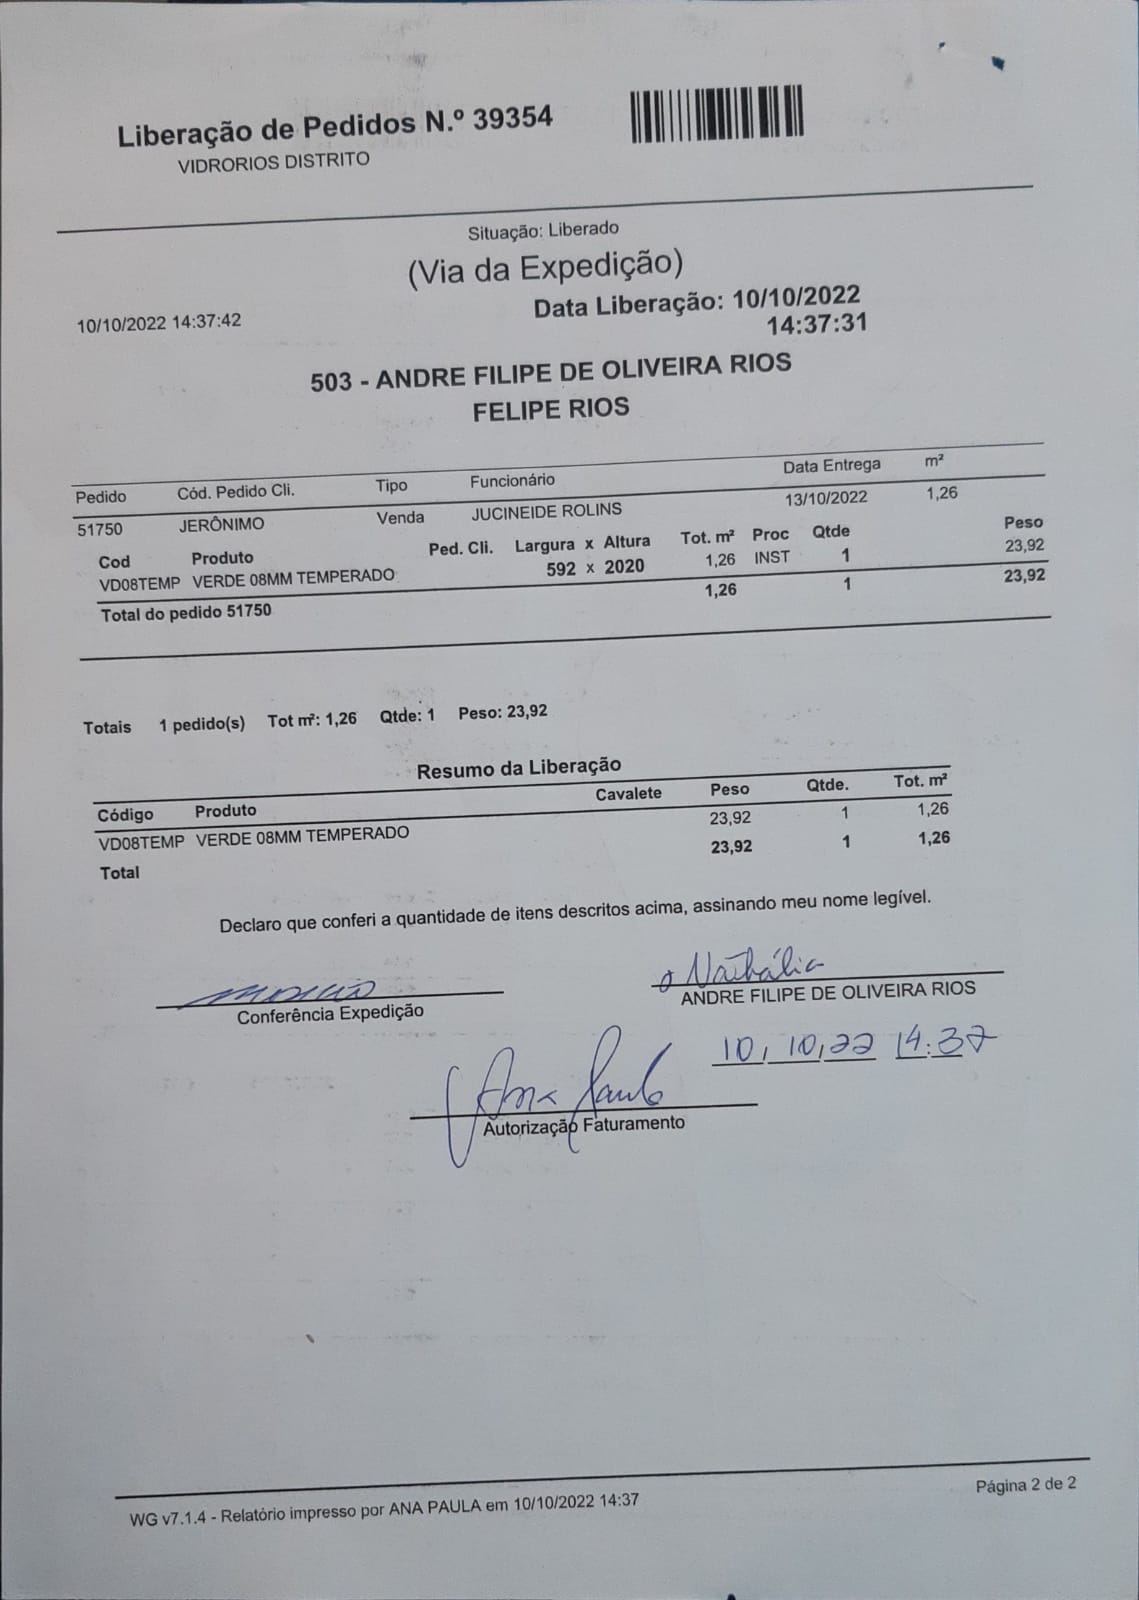 Liberação de Pedidos N.º 39354
VIDRORIOS DISTRITO
Situação: Liberado
(Via da Expedição)
10/10/2022 14:37:42
Data Liberação: 10/10/2022
14:37:31
503 - ANDRE FILIPE DE OLIVEIRA RIOS
FELIPE RIOS
Pedido Cód. Pedido Cli. Tipo Funcionário Data Entrega m²
51750 JERÔNIMO Venda JUCINEIDE ROLINS 13/10/2022 1,26
Cod Produto Ped. Cli. Largura x Altura Tot. m² Proc Qtde Peso
VD08TEMP VERDE 08MM TEMPERADO 592 x 2020 1,26 INST 1 23,92
Total do pedido 51750 1,26 1 23,92
Totais 1 pedido(s) Tot m²: 1,26 Qtde: 1 Peso: 23,92
Resumo da Liberação
Código Produto Cavalete Peso Qtde. Tot. m²
VD08TEMP VERDE 08MM TEMPERADO 23,92 1 1,26
Total 23,92 1 1,26
Declaro que conferi a quantidade de itens descritos acima, assinando meu nome legível.
Nathália
Conferência Expedição
ANDRE FILIPE DE OLIVEIRA RIOS
10, 10, 22 14:37
Ana Paula
Autorização Faturamento
WG v7.1.4 - Relatório impresso por ANA PAULA em 10/10/2022 14:37
Página 2 de 2